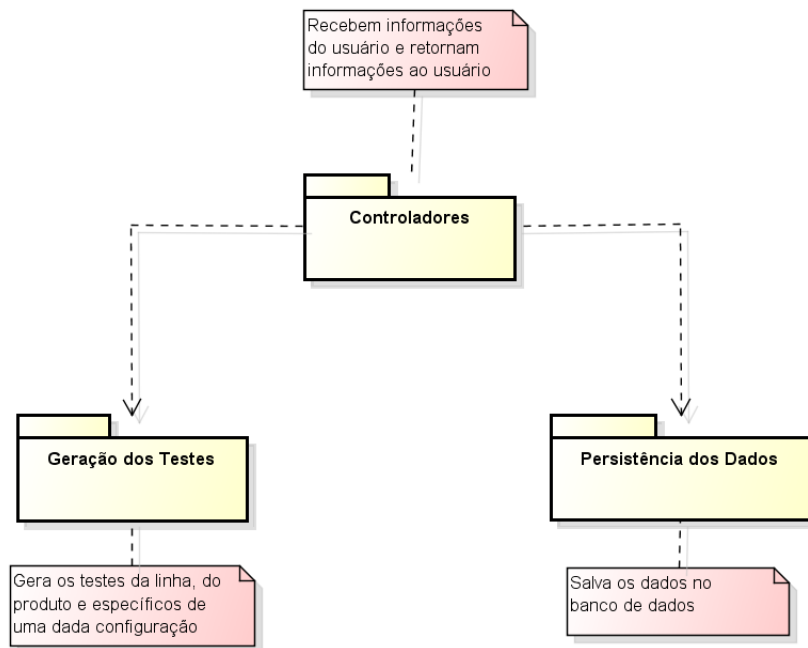 Recebem informações
do usuário e retornam
informações ao usuário
Controladores
Geração dos Testes
Persistência dos Dados
Gera os testes da linha, do
produto e específicos de
uma dada configuração
Salva os dados no
banco de dados